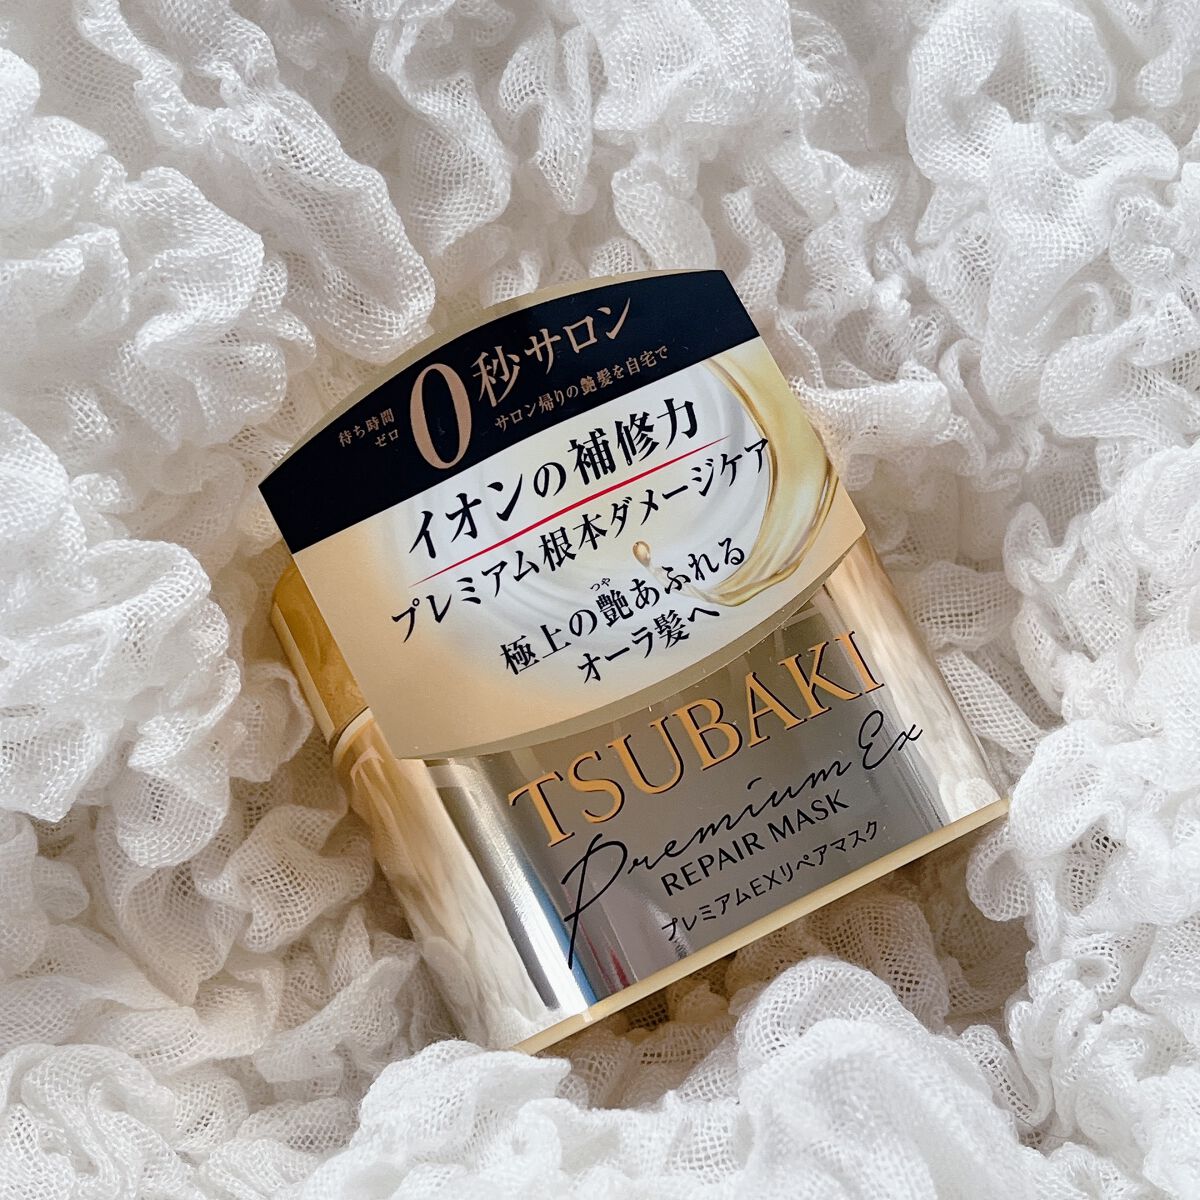 待ち時間
ゼロ
0秒サロン
サロン帰りの艶髪を自宅で
イオンの補修力
プレミアム根本ダメージケア
つや
極上の艶あふれる
オーラ髪へ
TSUBAKI
Premium Ex
REPAIR MASK
プレミアムEXリペアマスク